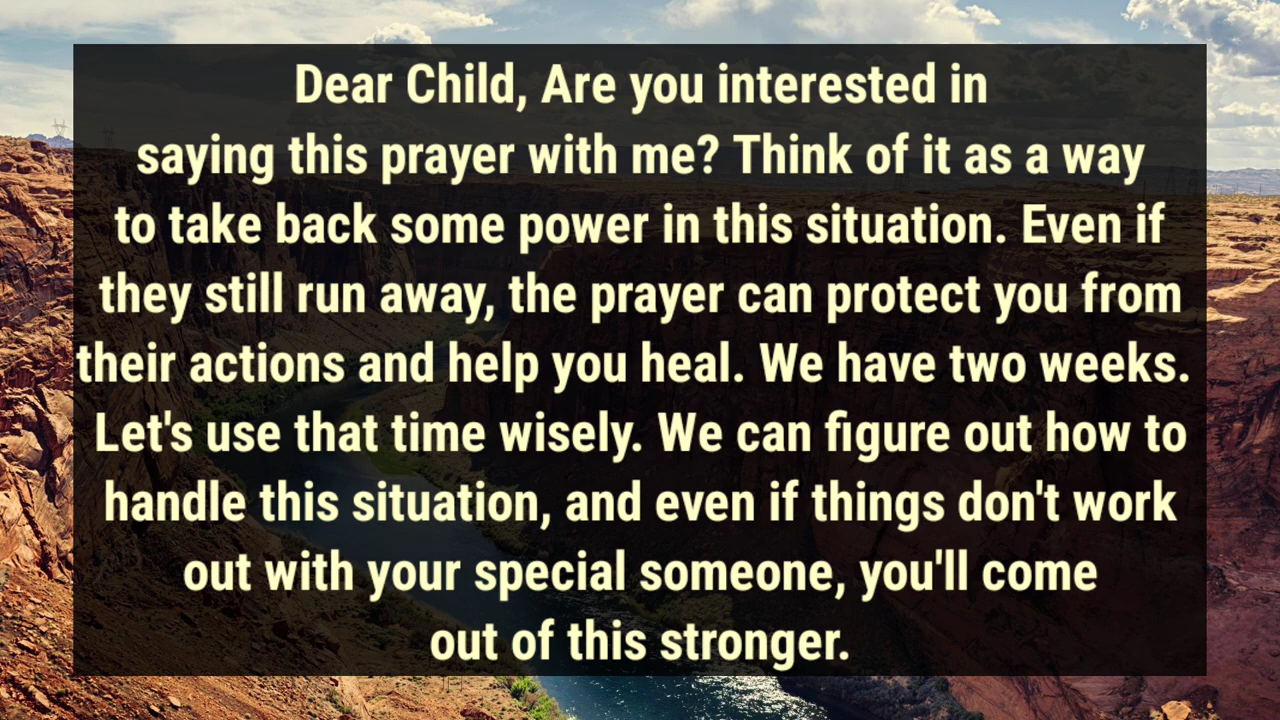 Dear Child, Are you interested in
saying this prayer with me? Think of it as a way
to take back some power in this situation. Even if
they still run away, the prayer can protect you from
their actions and help you heal. We have two weeks.
Let's use that time wisely. We can figure out how to
handle this situation, and even if things don't work
out with your special someone, you'll come
out of this stronger.